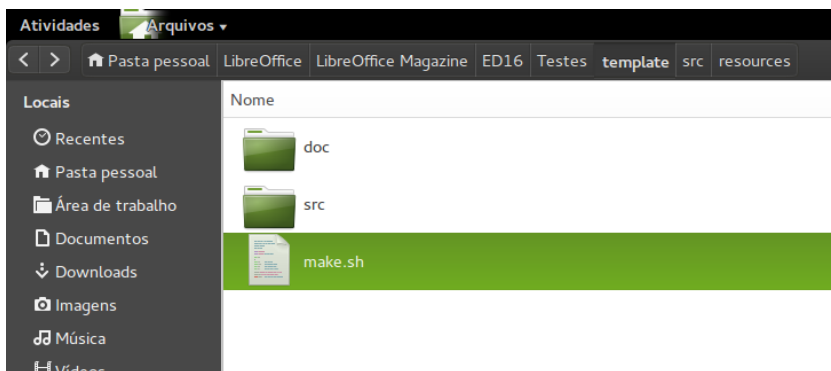 Atividades Arquivos
Pasta pessoal LibreOffice LibreOffice Magazine ED16 Testes template src resources
Locais
Nome
Recentes
doc
Pasta pessoal
Área de trabalho
src
Documentos
make.sh
Downloads
Imagens
Música
Vídeos